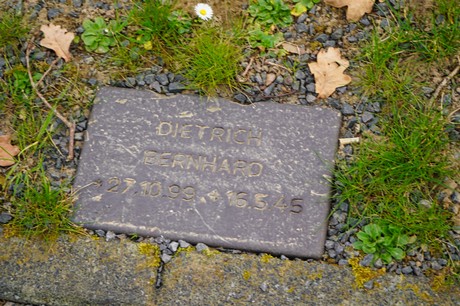 DIETRICH
BERNHARD
*27.10.99 +16.3.45